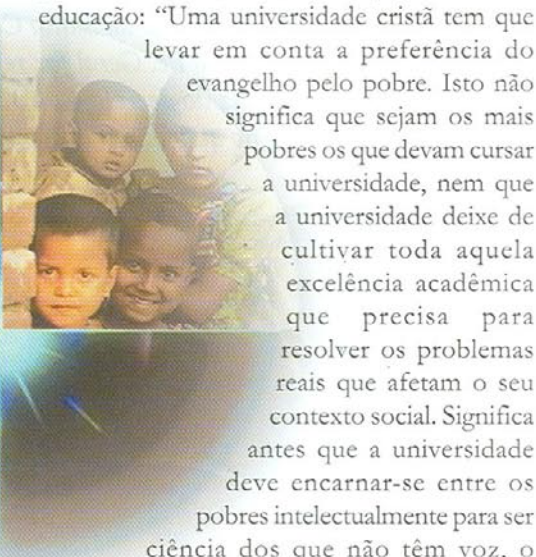 educação: “Uma universidade cristã tem que
levar em conta a preferência do
evangelho pelo pobre. Isto não
significa que sejam os mais
pobres os que devam cursar
a universidade, nem que
a universidade deixe de
cultivar toda aquela
excelência acadêmica
que precisa para
resolver os problemas
reais que afetam o seu
contexto social. Significa
antes que a universidade
deve encarnar-se entre os
pobres intelectualmente para ser
ciência dos que não têm voz, o